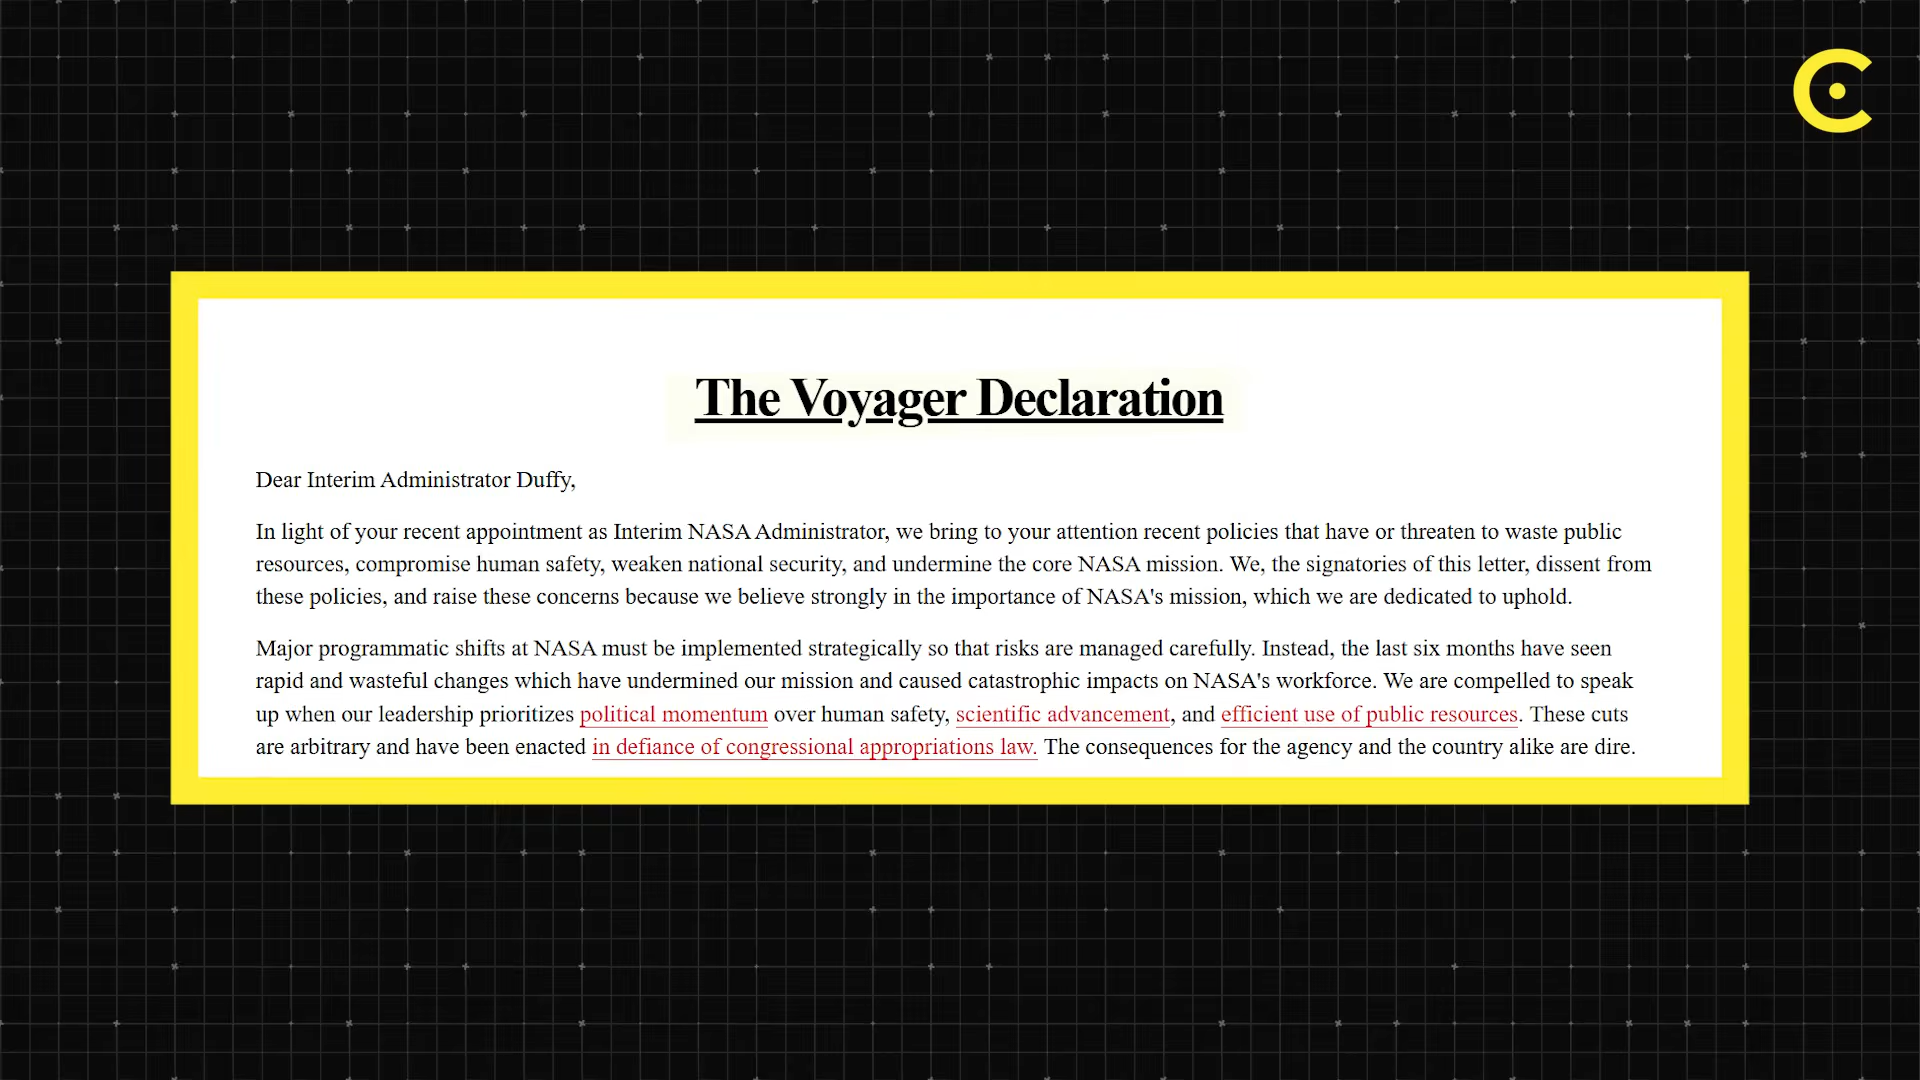 The Voyager Declaration
Dear Interim Administrator Duffy,
In light of your recent appointment as Interim NASA Administrator, we bring to your attention recent policies that have or threaten to waste public
resources, compromise human safety, weaken national security, and undermine the core NASA mission. We, the signatories of this letter, dissent from
these policies, and raise these concerns because we believe strongly in the importance of NASA's mission, which we are dedicated to uphold.
Major programmatic shifts at NASA must be implemented strategically so that risks are managed carefully. Instead, the last six months have seen
rapid and wasteful changes which have undermined our mission and caused catastrophic impacts on NASA's workforce. We are compelled to speak
up when our leadership prioritizes political momentum over human safety, scientific advancement, and efficient use of public resources. These cuts
are arbitrary and have been enacted in defiance of congressional appropriations law. The consequences for the agency and the country alike are dire.